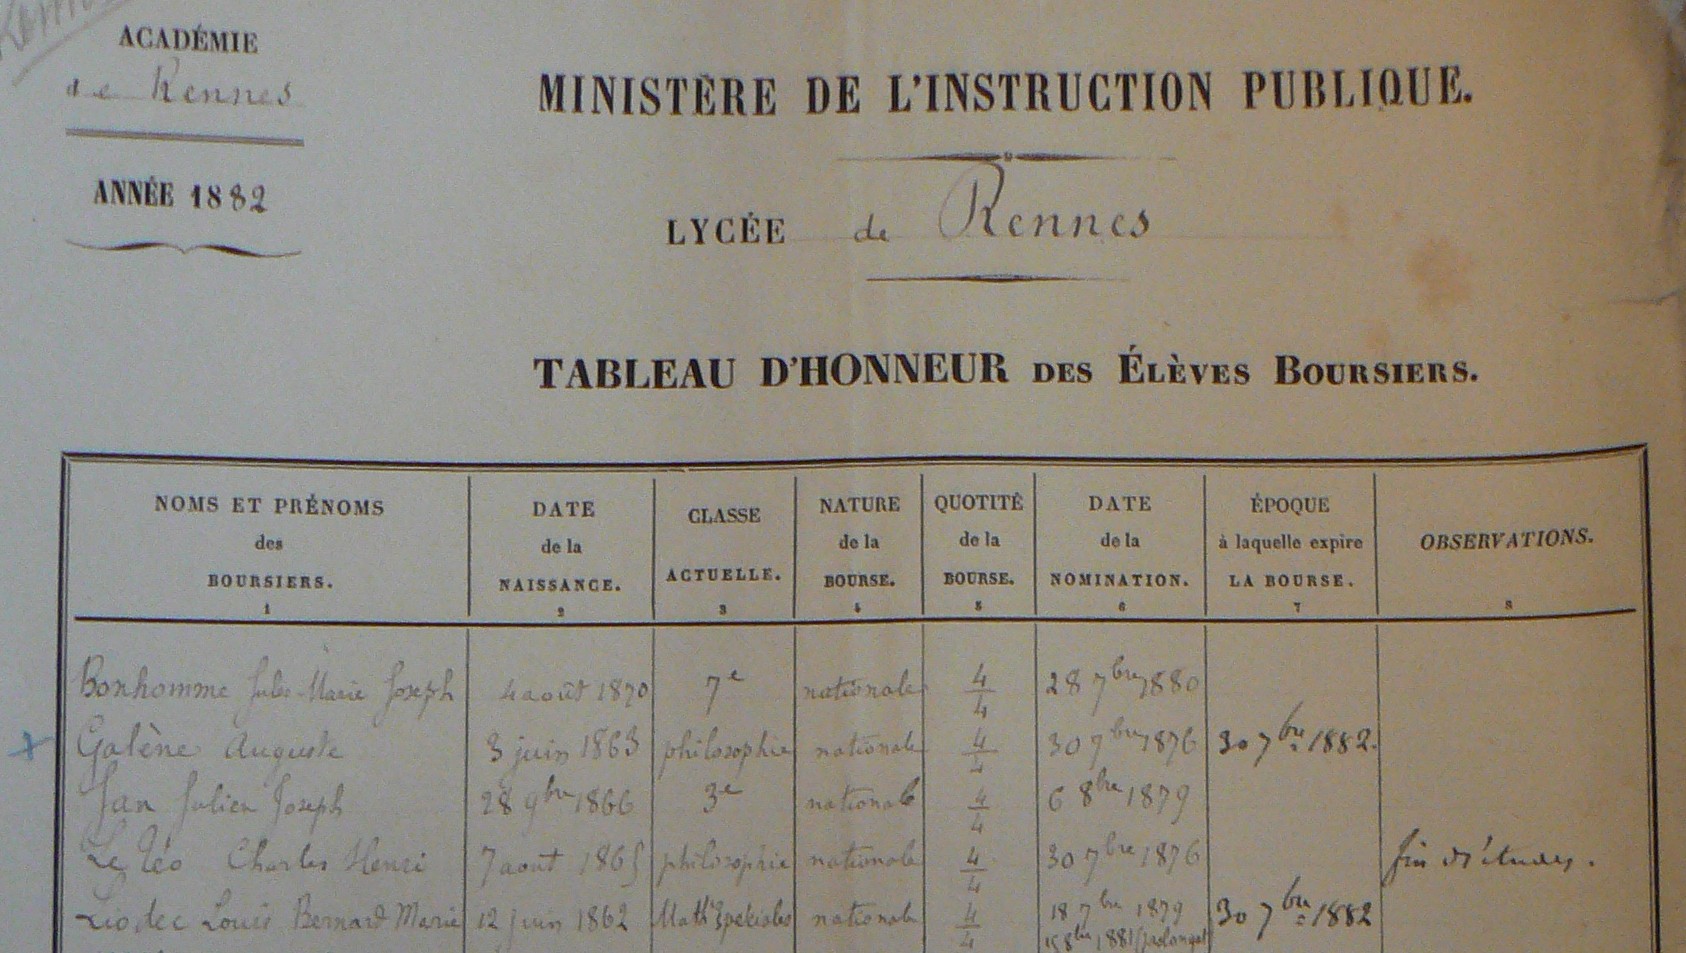 ACADÉMIE
de Rennes
MINISTÈRE DE L'INSTRUCTION PUBLIQUE.
ANNÉE 1882
LYCÉE de Rennes
TABLEAU D'HONNEUR DES ÉLÈVES BOURSIERS.
NOMS ET PRÉNOMS des BOURSIERS. 1
DATE de la NAISSANCE. 2
CLASSE ACTUELLE. 3
NATURE de la BOURSE. 4
QUOTITÉ de la BOURSE. 5
DATE de la NOMINATION. 6
ÉPOQUE à laquelle expire LA BOURSE. 7
OBSERVATIONS. 8
Bonhomme Jules-Marie Joseph 4 août 1870 7e nationale 4/4 28 7bre 1880
Galène Auguste 3 juin 1863 philosophie nationale 4/4 30 7bre 1876 30 7bre 1882.
Jan Julien Joseph 28 9bre 1866 3e nationale 4/4 6 8bre 1879
Le Léo Charles Henri 7 aout 1865 philosophie nationale 4/4 30 7bre 1876 fin d'études.
Liodec Louis Bernard Marie 12 juin 1862 Math Spéciales nationale 4/4 18 7bre 1879 30 7bre 1882